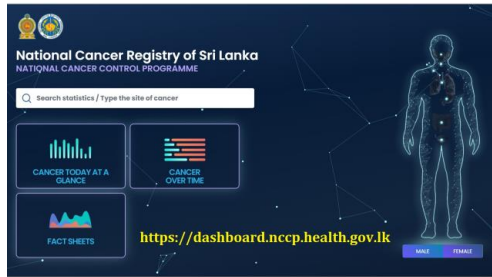 National Cancer Registry of Sri Lanka
NATIONAL CANCER CONTROL PROGRAMME
Search statistics / Type the site of cancer
CANCER TODAY AT A
GLANCE
CANCER
OVER TIME
FACT SHEETS
https://dashboard.nccp.health.gov.lk
MALE FEMALE